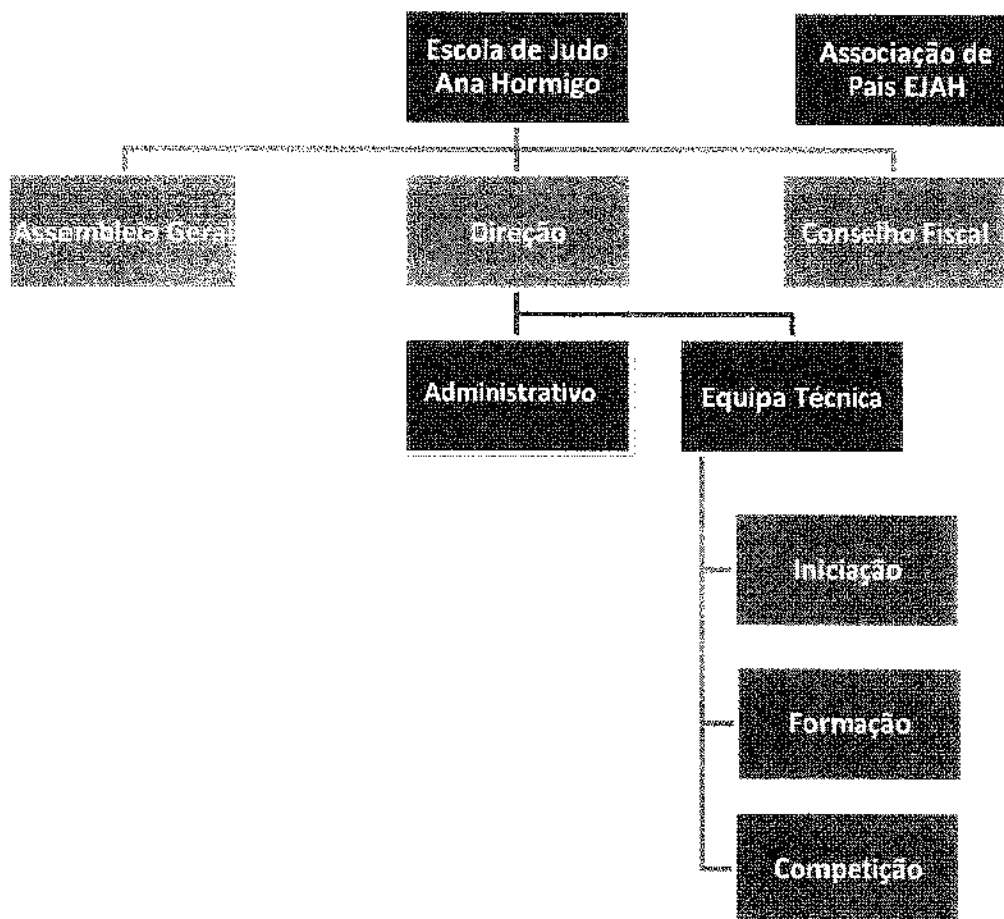 Escola de Judo
Ana Hormigo
Associação de
Pais EJAH
Assembleia Geral
Direção
Conselho Fiscal
Administrativo
Equipa Técnica
Iniciação
Formação
Competição